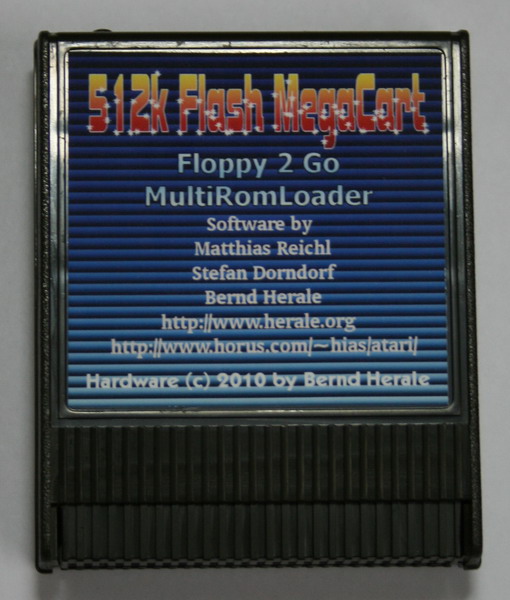 512k Flash MegaCart
Floppy 2 Go
MultiRomLoader
Software by
Matthias Reichl
Stefan Dorndorf
Bernd Herale
http://www.herale.org
http://www.horus.com/~hias/atari/
Hardware (c) 2010 by Bernd Herale